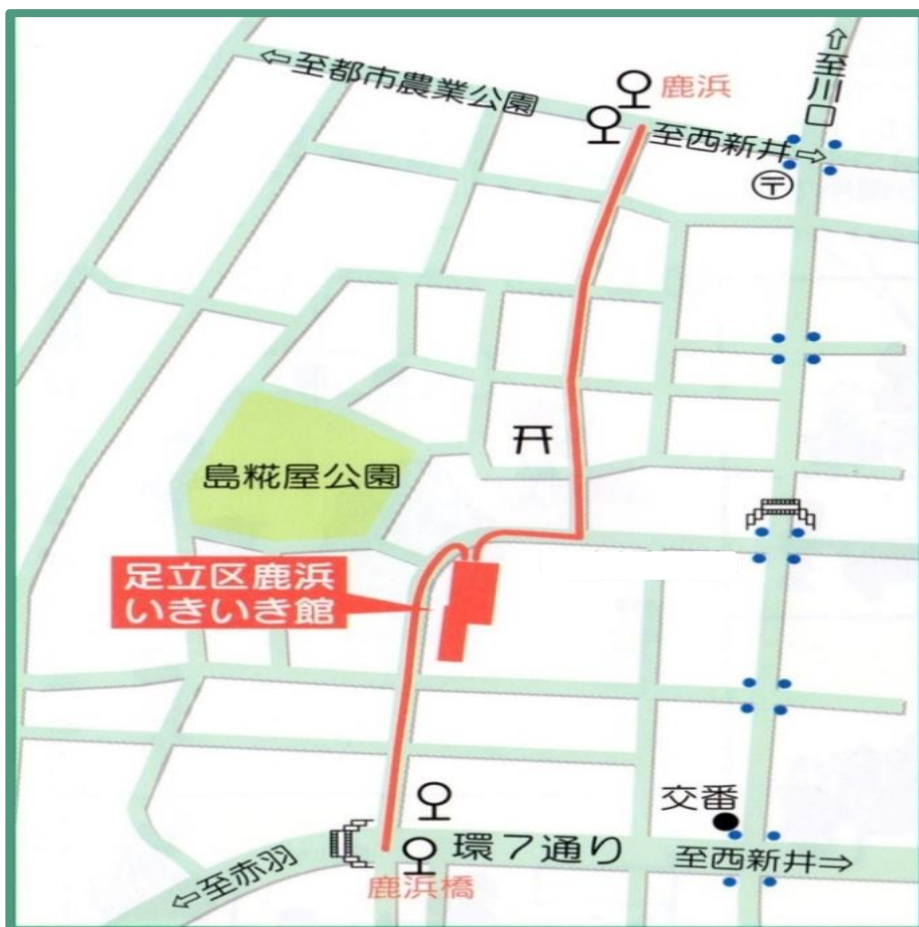 鹿浜
←至都市農業公園
至川口→
至西新井→
〒
島糀屋公園
足立区鹿浜
いきいき館
交番
環7通り
至西新井⇒
←至赤羽
鹿浜橋